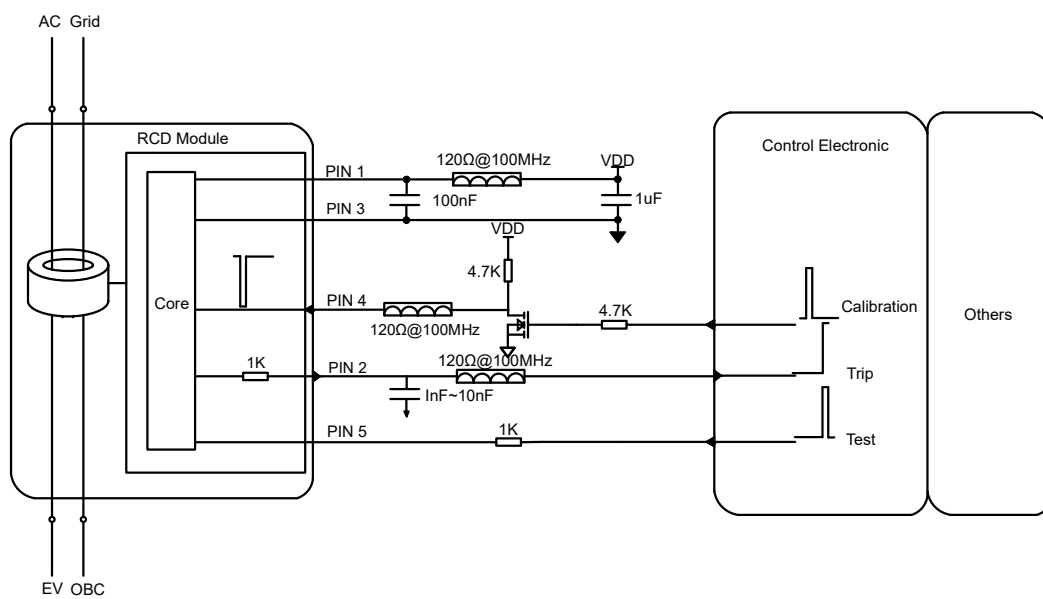 AC Grid
RCD Module
Control Electronic
PIN 1
120Ω@100MHz
VDD
100nF
1uF
PIN 3
VDD
4.7K
Core
PIN 4
4.7K
Calibration
Others
120Ω@100MHz
120Ω@100MHz
1K
PIN 2
Trip
InF~10nF
PIN 5
1K
Test
EV OBC